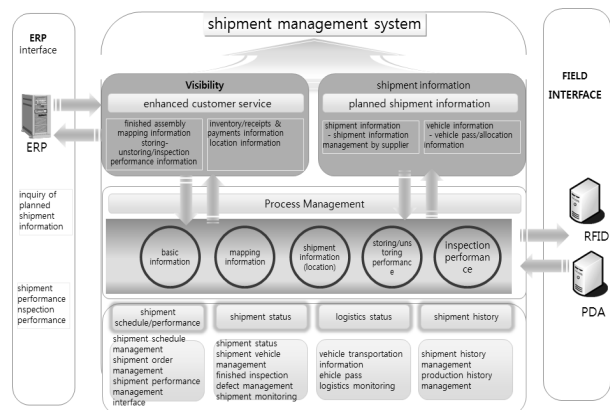 shipment management system
ERP
interface
ERP
inquiry of
planned
shipment
information
shipment
performance
nspection
performance
Visibility
enhanced customer service
finished assembly
mapping information
storing-
unstoring/inspection
performance information
inventory/receipts &
payments information
location information
shipment information
planned shipment information
shipment information
- shipment information
management by supplier
vehicle information
- vehicle pass/allocation
information
Process Management
basic
information
mapping
information
shipment
information
(location)
storing/uns
toring
performanc
e
inspection
performan
ce
shipment
schedule/performance
shipment status
logistics status
shipment history
shipment schedule
management
shipment order
management
shipment performance
management
interface
shipment status
shipment vehicle
management
finished inspection
defect management
shipment monitoring
vehicle transportation
information
ehicle pass
logistics monitoring
shipment history
management
production history
management
FIELD
INTERFACE
RFID
PDA